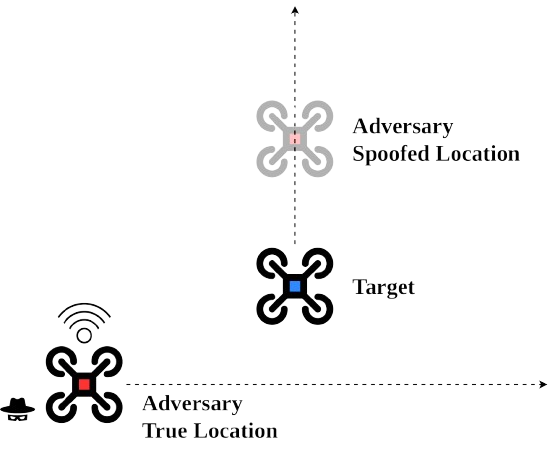 Adversary
Spoofed Location
Target
Adversary
True Location